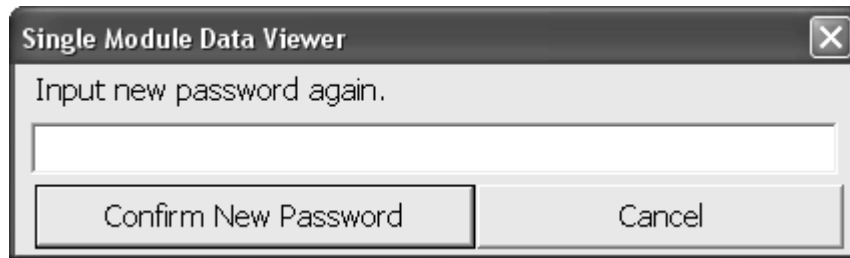 Single Module Data Viewer
Input new password again.
Confirm New Password Cancel